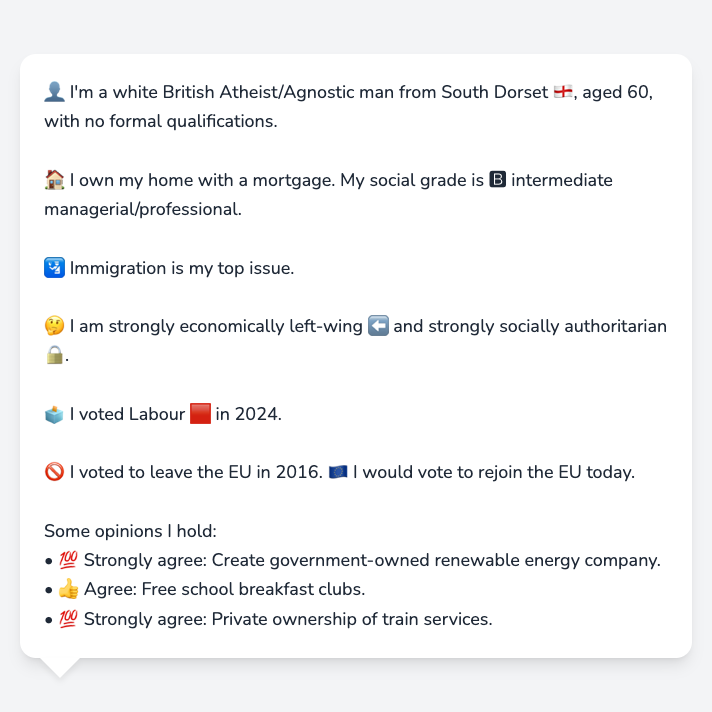 👤 I'm a white British Atheist/Agnostic man from South Dorset 🏴󠁧󠁢󠁥󠁮󠁧󠁿, aged 60,
with no formal qualifications.
🏠 I own my home with a mortgage. My social grade is 🅱 intermediate
managerial/professional.
🛂 Immigration is my top issue.
🤔 I am strongly economically left-wing ⬅️ and strongly socially authoritarian
🔒.
🗳️ I voted Labour 🟥 in 2024.
🚫 I voted to leave the EU in 2016. 🇪🇺 I would vote to rejoin the EU today.
Some opinions I hold:
• 💯 Strongly agree: Create government-owned renewable energy company.
• 👍 Agree: Free school breakfast clubs.
• 💯 Strongly agree: Private ownership of train services.